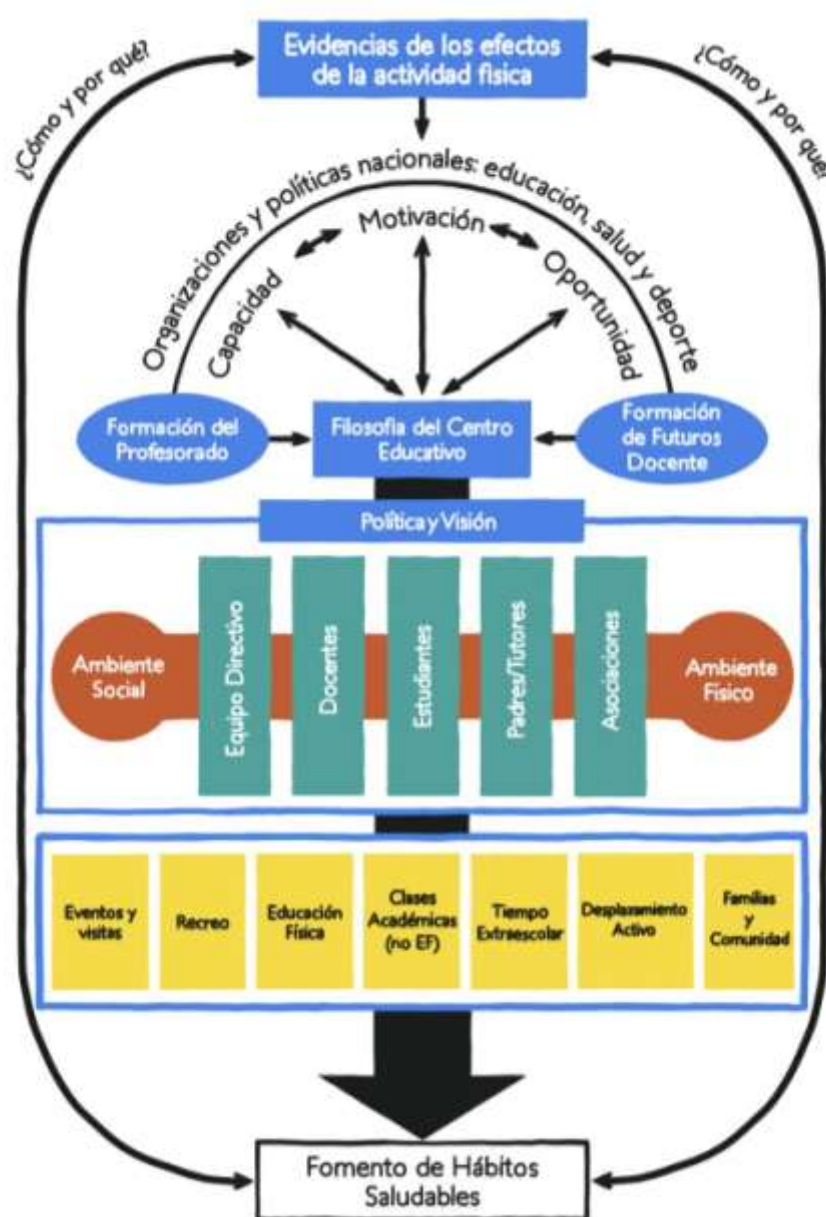 Evidencias de los efectos
de la actividad física
¿Cómo y por qué?
¿Cómo y por qué?
Organizaciones y políticas nacionales: educación, salud y deporte
Motivación
Capacidad
Oportunidad
Formación del
Profesorado
Filosofía del Centro
Educativo
Formación
de Futuros
Docente
Política y Visión
Ambiente
Social
Equipo Directivo
Docentes
Estudiantes
Padres/Tutores
Asociaciones
Ambiente
Físico
Eventos y
visitas
Recreo
Educación
Física
Clases
Académicas
(no EF)
Tiempo
Extraescolar
Desplazamiento
Activo
Familias
y
Comunidad
Fomento de Hábitos
Saludables